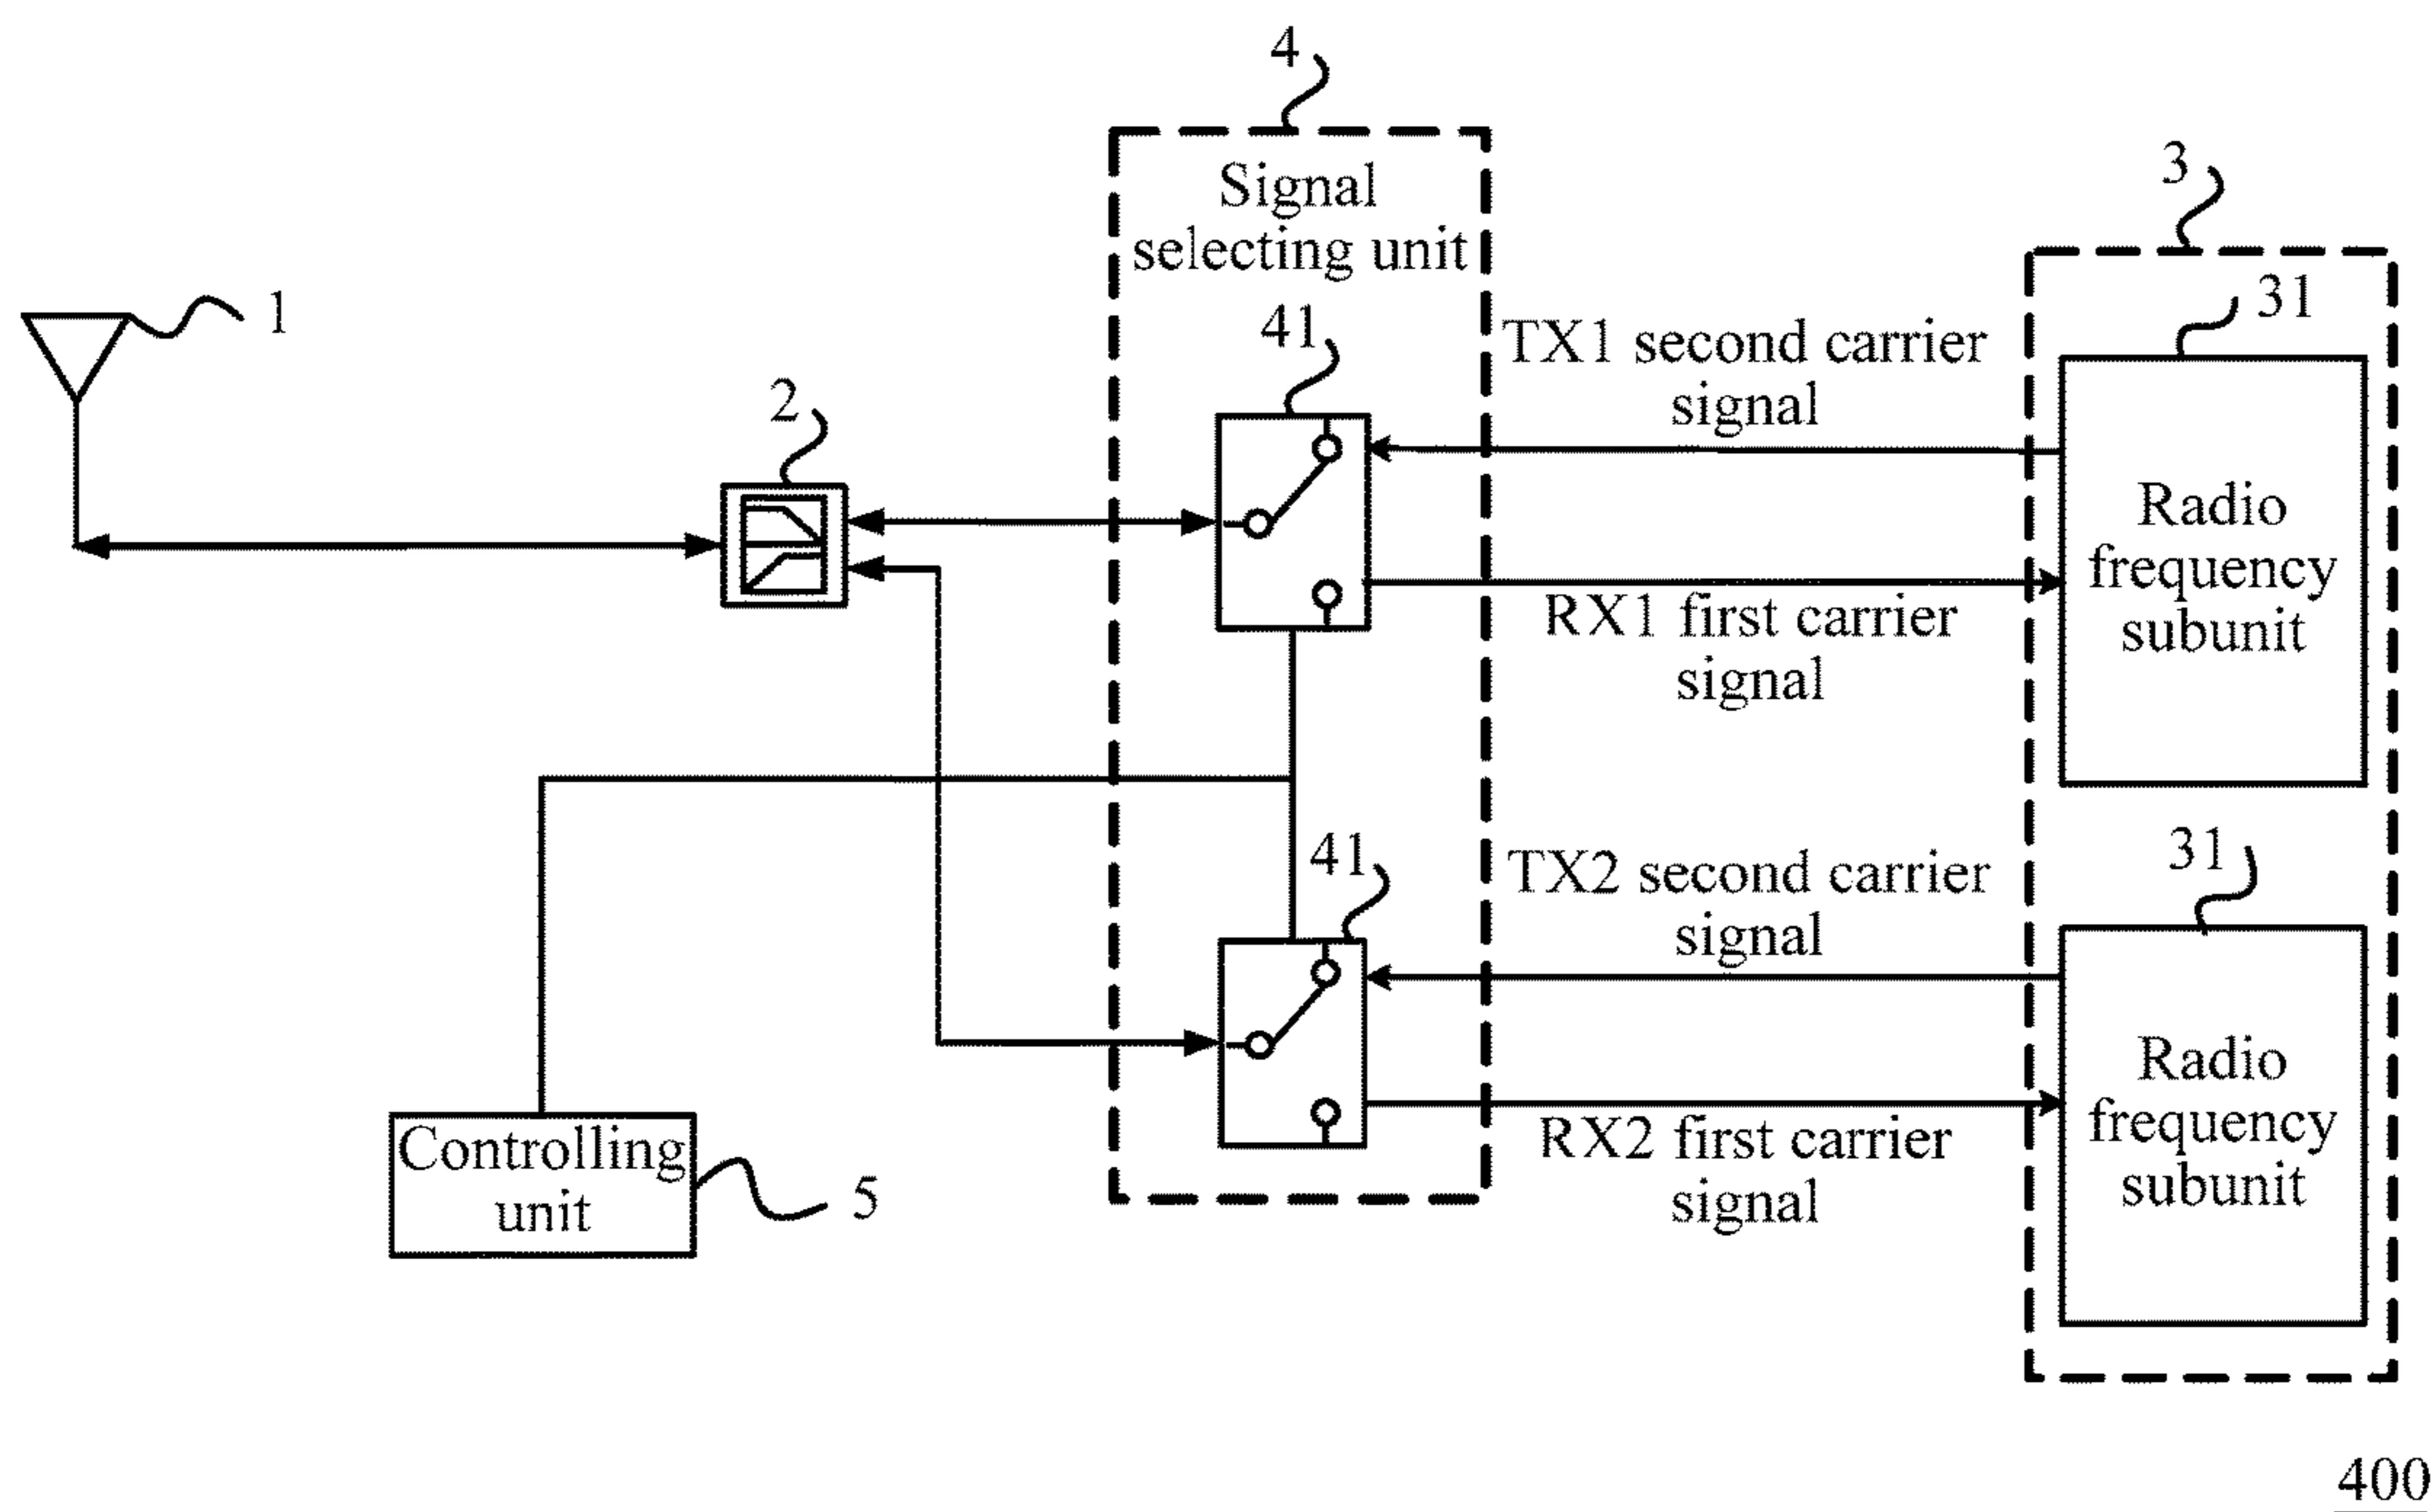 4
Signal
selecting unit
3
31
1
41
TX1 second carrier
signal
2
Radio
frequency
subunit
RX1 first carrier
signal
41
TX2 second carrier
signal
31
Controlling
unit
5
RX2 first carrier
signal
Radio
frequency
subunit
400